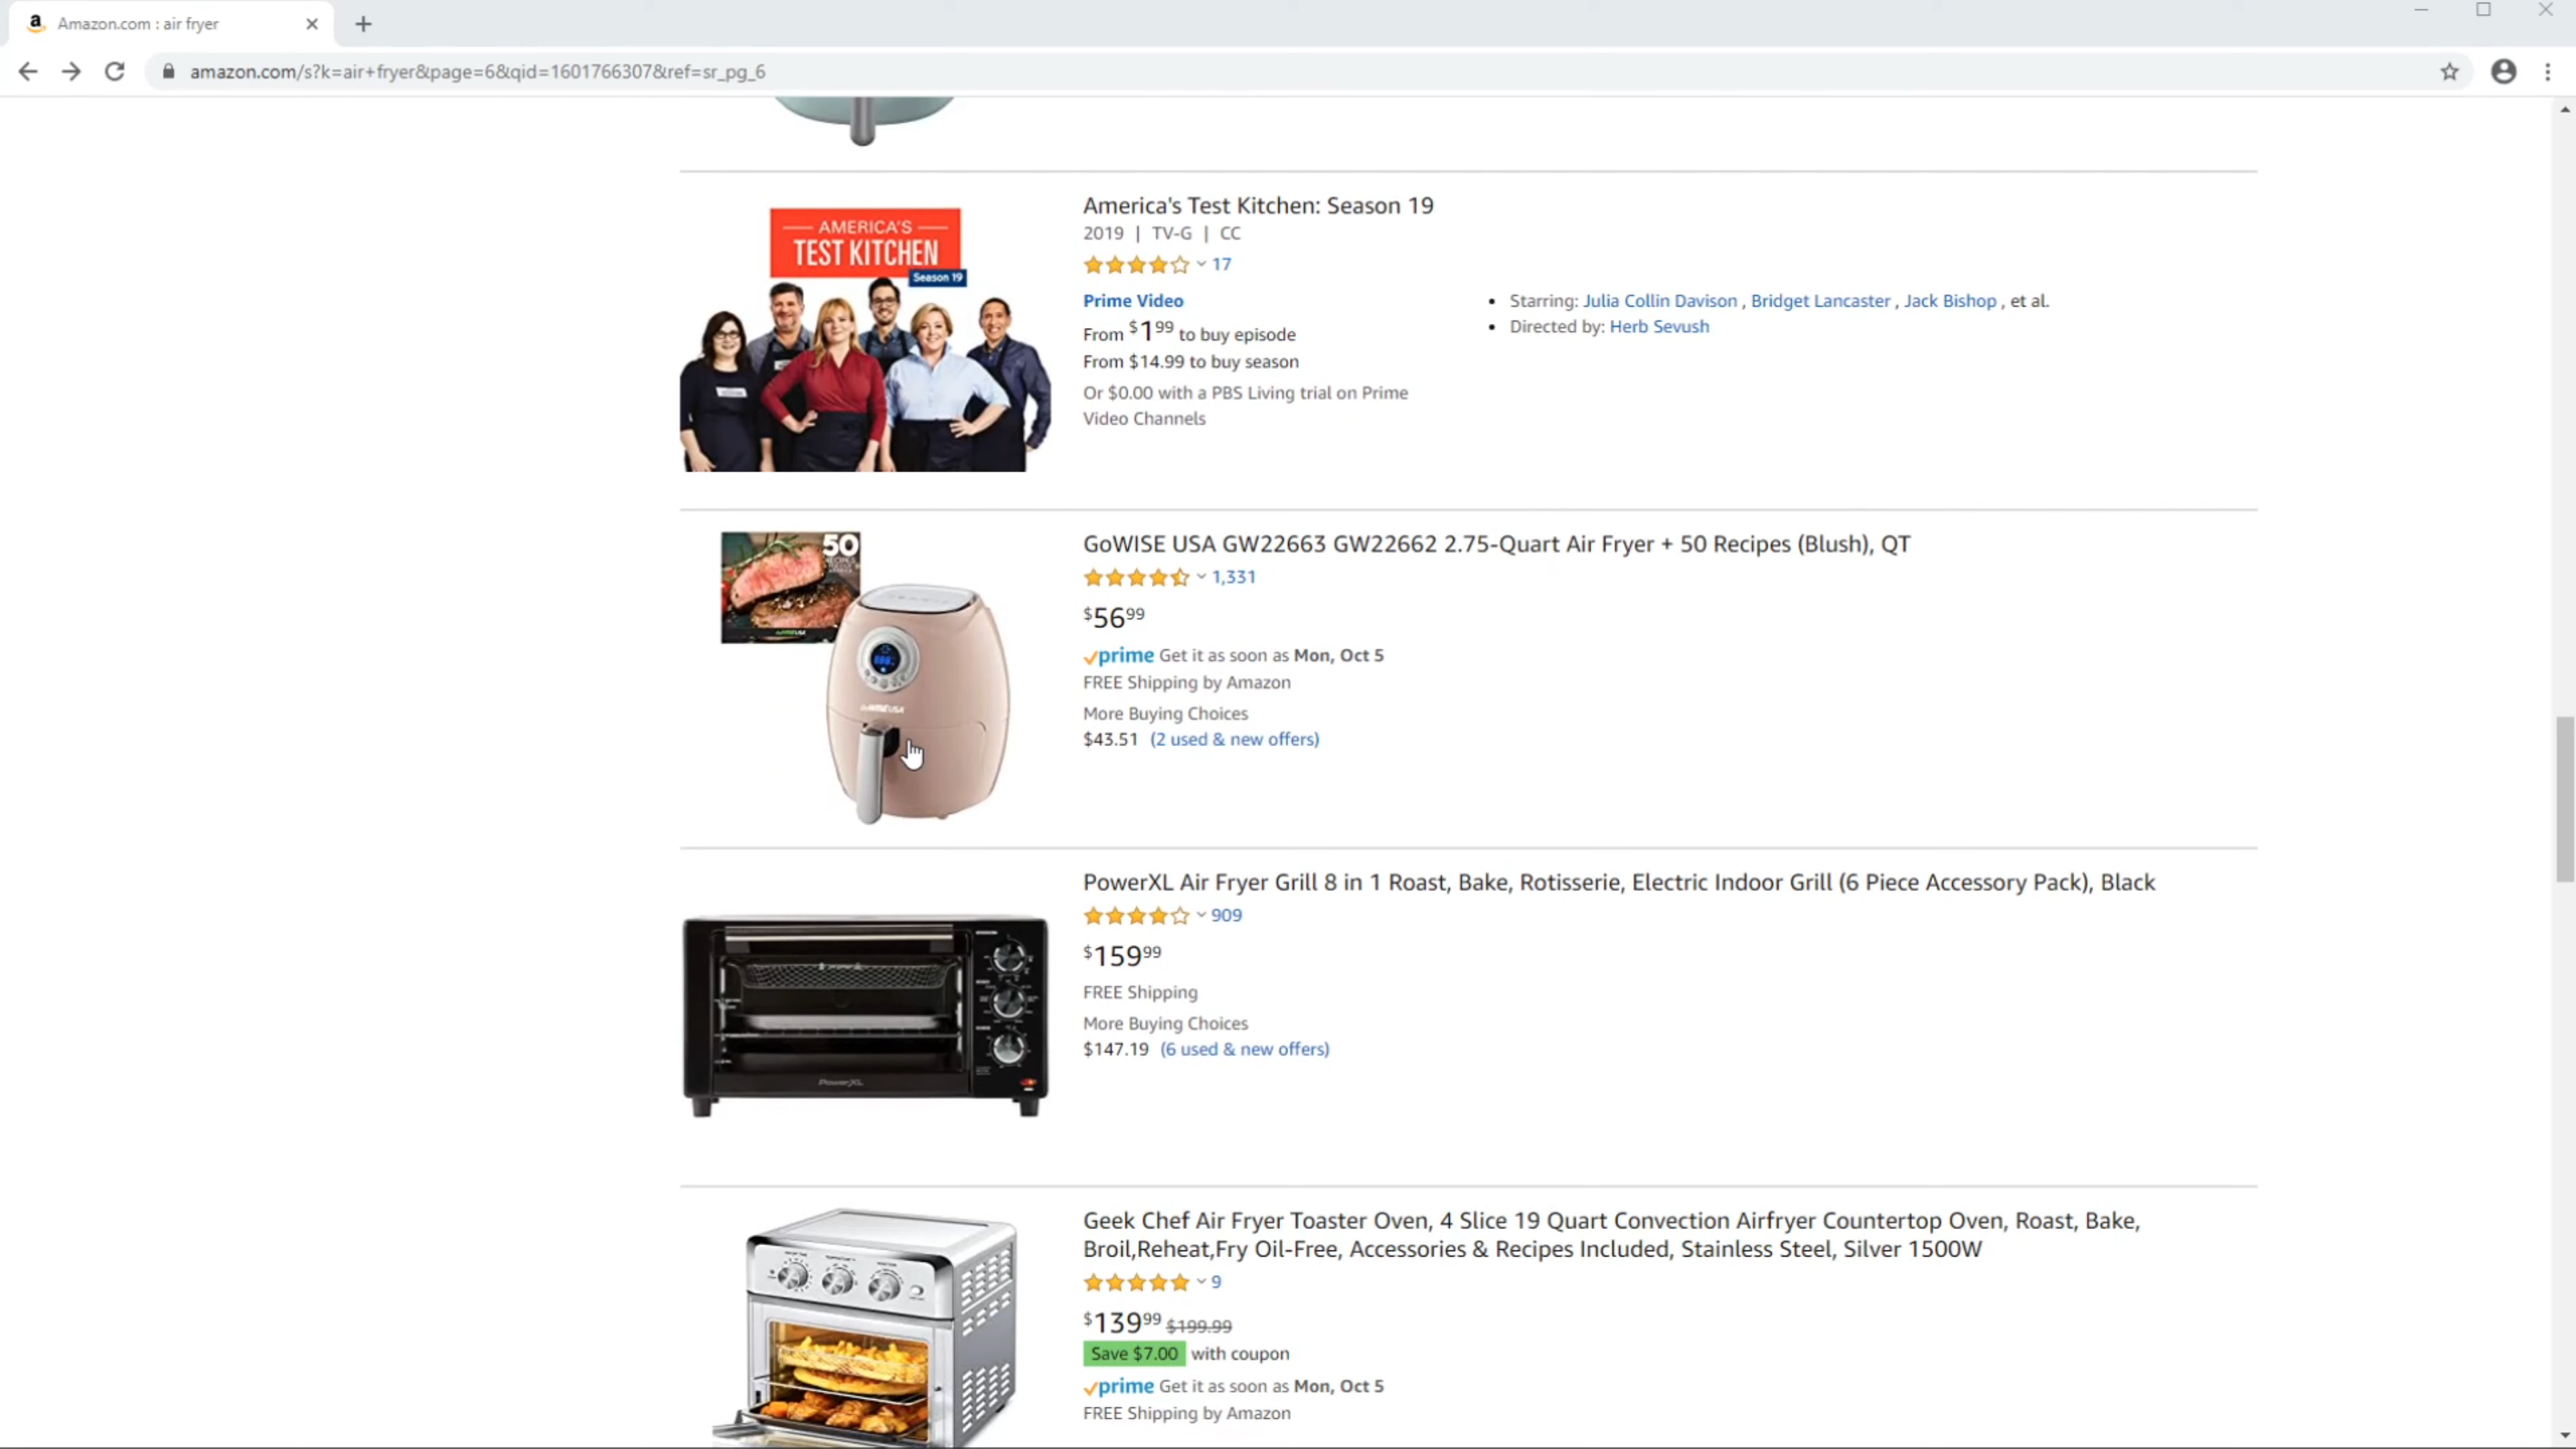 Amazon.com : air fryer
amazon.com/s?k=air+fryer&page=6&qid=1601766307&ref=sr_pg_6
AMERICA'S
TEST KITCHEN
Season 19
America's Test Kitchen: Season 19
2019 | TV-G | CC
17
Prime Video
From $1.99 to buy episode
From $14.99 to buy season
Or $0.00 with a PBS Living trial on Prime
Video Channels
• Starring: Julia Collin Davison , Bridget Lancaster , Jack Bishop , et al.
• Directed by: Herb Sevush
50
GoWISE USA GW22663 GW22662 2.75-Quart Air Fryer + 50 Recipes (Blush), QT
1,331
$56.99
prime Get it as soon as Mon, Oct 5
FREE Shipping by Amazon
More Buying Choices
$43.51 (2 used & new offers)
PowerXL
PowerXL Air Fryer Grill 8 in 1 Roast, Bake, Rotisserie, Electric Indoor Grill (6 Piece Accessory Pack), Black
909
$159.99
FREE Shipping
More Buying Choices
$147.19 (6 used & new offers)
Geek Chef Air Fryer Toaster Oven, 4 Slice 19 Quart Convection Airfryer Countertop Oven, Roast, Bake,
Broil,Reheat,Fry Oil-Free, Accessories & Recipes Included, Stainless Steel, Silver 1500W
9
$139.99 $199.99
Save $7.00 with coupon
prime Get it as soon as Mon, Oct 5
FREE Shipping by Amazon